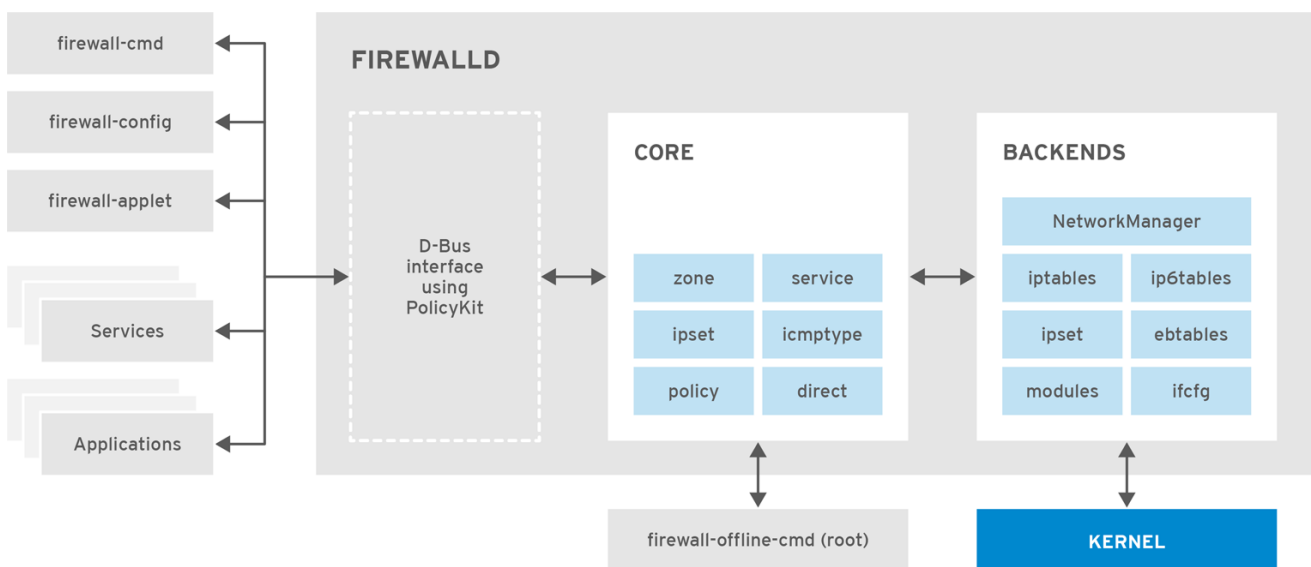 firewall-cmd
firewall-config
firewall-applet
Services
Applications
FIREWALLD
D-Bus
interface
using
PolicyKit
CORE
zone
service
ipset
icmptype
policy
direct
BACKENDS
NetworkManager
iptables
ip6tables
ipset
ebtables
modules
ifcfg
firewall-offline-cmd (root)
KERNEL